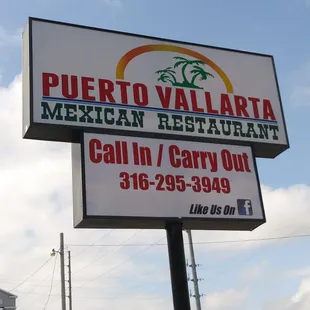 PUERTO VALLARTA
MEXICAN RESTAURANT
Call In / Carry Out
316-295-3949
Like Us On f